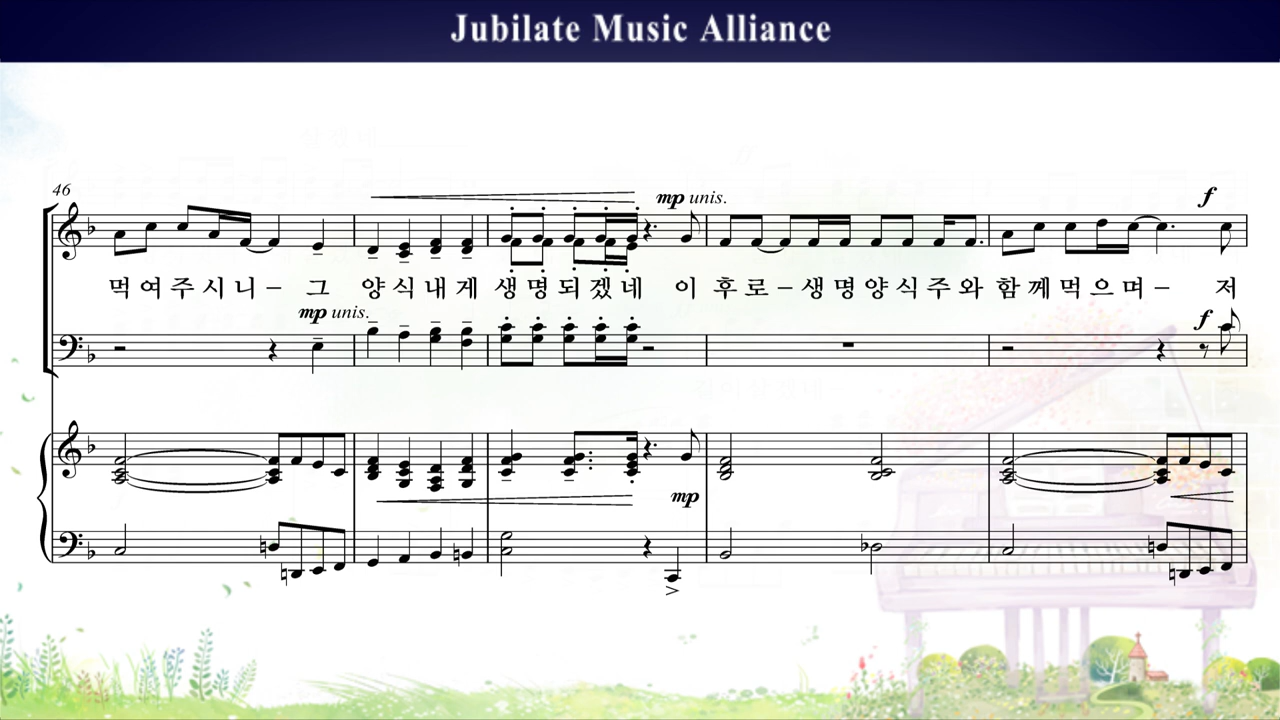 Jubilate Music Alliance
46
mp unis.
f
먹여주시니- 그 양식내게 생명되겠네 이 후로-생명양식주와 함께먹으며- 저
mp unis.
f
mp